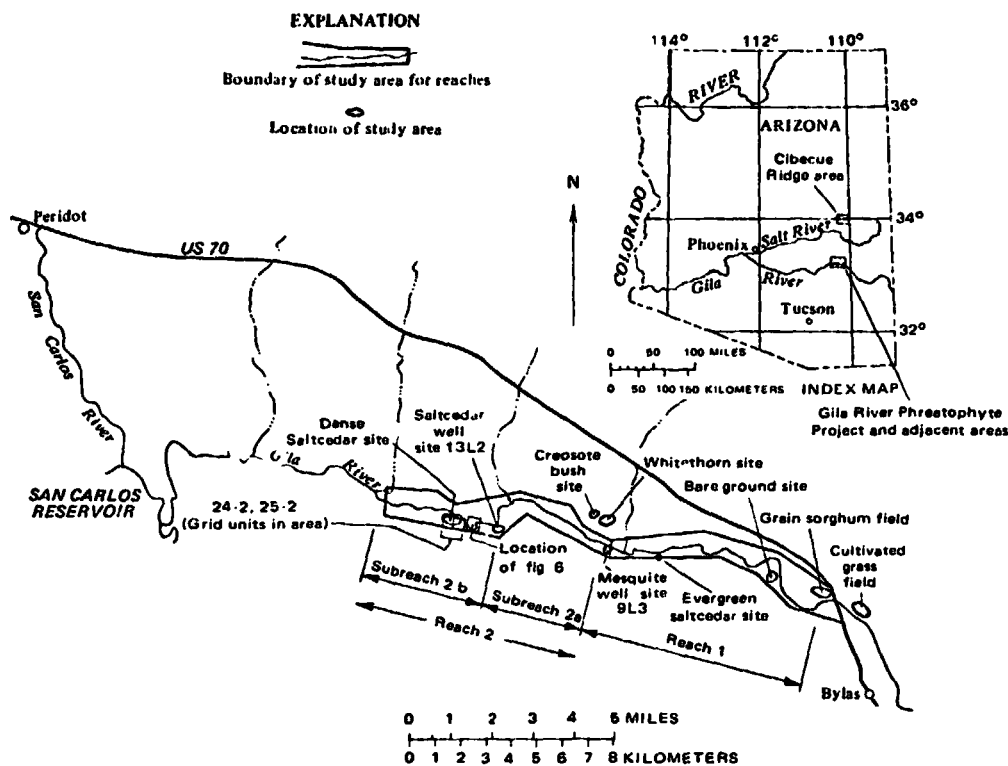 EXPLANATION
Boundary of study area for reaches
Location of study area
114°
112°
110°
RIVER
36°
ARIZONA
Cibecue
Ridge area
COLORADO
34°
Phoenix
Salt River
Gila
River
Tucson
32°
0 50 100 MILES
0 50 100 150 KILOMETERS
INDEX MAP
Gila River Phreatophyte
Project and adjacent areas
N
Peridot
US 70
San
Carlos
River
SAN CARLOS
RESERVOIR
Gila
River
Dense
Saltcedar site
Saltcedar
well
site 13L2
Creosote
bush
site
Whitethorn site
Bare ground site
Grain sorghum field
Cultivated
grass
field
24-2, 25-2
(Grid units in area)
Location
of fig 6
Mesquite
well site
9L3
Evergreen
saltcedar site
Subreach 2b
Subreach 2a
Reach 2
Reach 1
Bylas
0 1 2 3 4 5 MILES
0 1 2 3 4 5 6 7 8 KILOMETERS